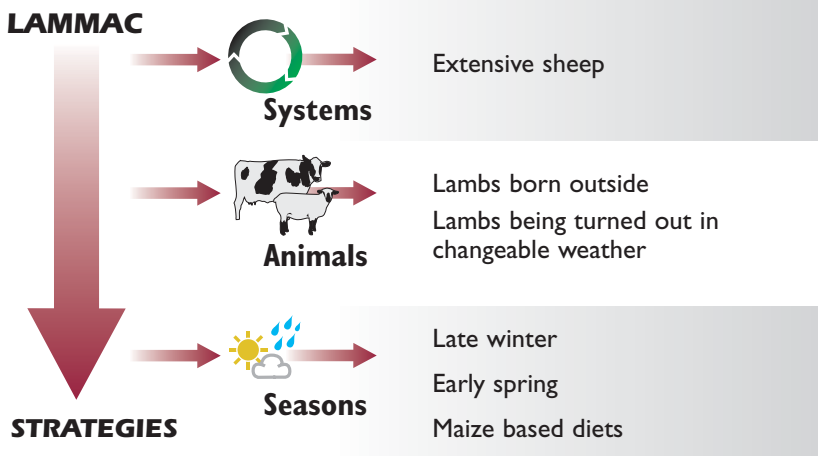 LAMMAC
Systems
Extensive sheep
Animals
Lambs born outside
Lambs being turned out in
changeable weather
Seasons
Late winter
Early spring
Maize based diets
STRATEGIES